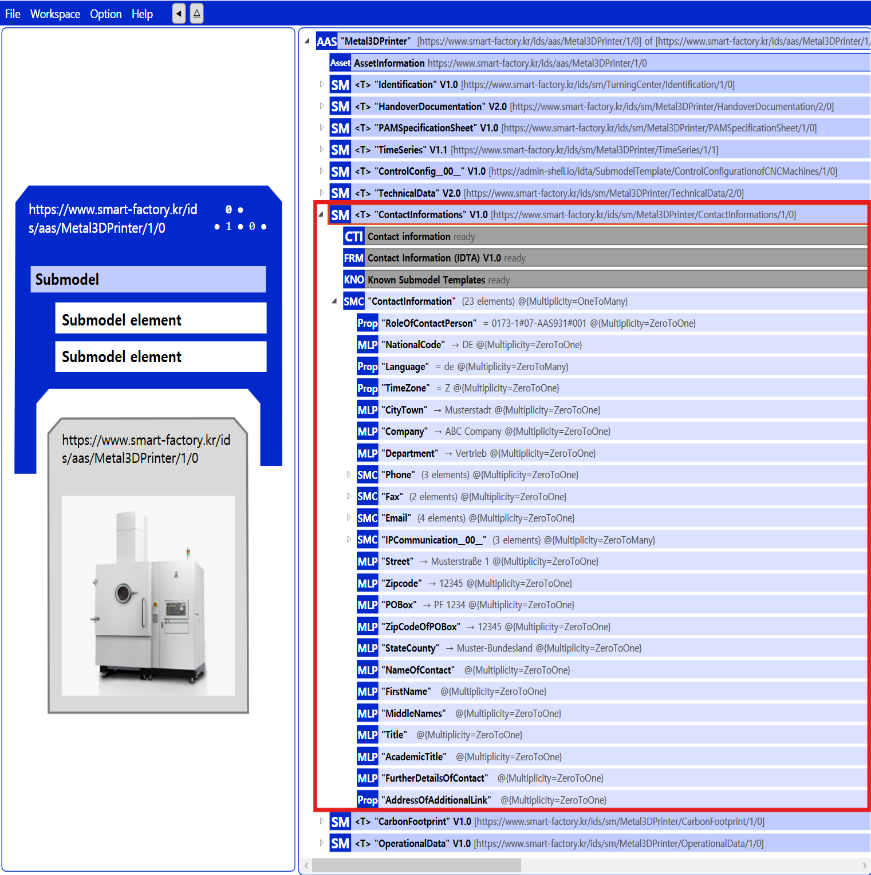 File Workspace Option Help
https://www.smart-factory.kr/id
s/aas/Metal3DPrinter/1/0
0
1 0
Submodel
Submodel element
Submodel element
https://www.smart-factory.kr/id
s/aas/Metal3DPrinter/1/0
AAS "Metal3DPrinter" [https://www.smart-factory.kr/ids/aas/Metal3DPrinter/1/0] of [https://www.smart-factory.kr/ids/aas/Metal3DPrinter/1/
Asset AssetInformation https://www.smart-factory.kr/ids/aas/Metal3DPrinter/1/0
SM <T> "Identification" V1.0 [https://www.smart-factory.kr/ids/sm/TurningCenter/Identification/1/0]
SM <T> "HandoverDocumentation" V2.0 [https://www.smart-factory.kr/ids/sm/Metal3DPrinter/HandoverDocumentation/2/0]
SM <T> "PAMSpecificationSheet" V1.0 [https://www.smart-factory.kr/ids/sm/Metal3DPrinter/PAMSpecificationSheet/1/0]
SM <T> "TimeSeries" V1.1 [https://www.smart-factory.kr/ids/sm/Metal3DPrinter/TimeSeries/1/1]
SM <T> "ControlConfig__00__" V1.0 [https://admin-shell.io/Idta/SubmodelTemplate/ControlConfigurationofCNCMachines/1/0]
SM <T> "TechnicalData" V2.0 [https://www.smart-factory.kr/ids/sm/Metal3DPrinter/TechnicalData/2/0]
SM <T> "ContactInformations" V1.0 [https://www.smart-factory.kr/ids/sm/Metal3DPrinter/ContactInformations/1/0]
CTI Contact information ready
FRM Contact Information (IDTA) V1.0 ready
KNO Known Submodel Templates ready
SMC "ContactInformation" (23 elements) @{Multiplicity=OneToMany}
Prop "RoleOfContactPerson" = 0173-1#07-AAS931#001 @{Multiplicity=ZeroToOne}
MLP "NationalCode" → DE @{Multiplicity=ZeroToOne}
Prop "Language" = de @{Multiplicity=ZeroToMany}
Prop "TimeZone" = Z @{Multiplicity=ZeroToOne}
MLP "CityTown" → Musterstadt @{Multiplicity=ZeroToOne}
MLP "Company" → ABC Company @{Multiplicity=ZeroToOne}
MLP "Department" → Vertrieb @{Multiplicity=ZeroToOne}
SMC "Phone" (3 elements) @{Multiplicity=ZeroToOne}
SMC "Fax" (2 elements) @{Multiplicity=ZeroToOne}
SMC "Email" (4 elements) @{Multiplicity=ZeroToOne}
SMC "IPCommunication__00__" (3 elements) @{Multiplicity=ZeroToMany}
MLP "Street" → Musterstraße 1 @{Multiplicity=ZeroToOne}
MLP "Zipcode" → 12345 @{Multiplicity=ZeroToOne}
MLP "POBox" → PF 1234 @{Multiplicity=ZeroToOne}
MLP "ZipCodeOfPOBox" → 12345 @{Multiplicity=ZeroToOne}
MLP "StateCounty" → Muster-Bundesland @{Multiplicity=ZeroToOne}
MLP "NameOfContact" @{Multiplicity=ZeroToOne}
MLP "FirstName" @{Multiplicity=ZeroToOne}
MLP "MiddleNames" @{Multiplicity=ZeroToOne}
MLP "Title" @{Multiplicity=ZeroToOne}
MLP "AcademicTitle" @{Multiplicity=ZeroToOne}
MLP "FurtherDetailsOfContact" @{Multiplicity=ZeroToOne}
Prop "AddressOfAdditionalLink" @{Multiplicity=ZeroToOne}
SM <T> "CarbonFootprint" V1.0 [https://www.smart-factory.kr/ids/sm/Metal3DPrinter/CarbonFootprint/1/0]
SM <T> "OperationalData" V1.0 [https://www.smart-factory.kr/ids/sm/Metal3DPrinter/OperationalData/1/0]